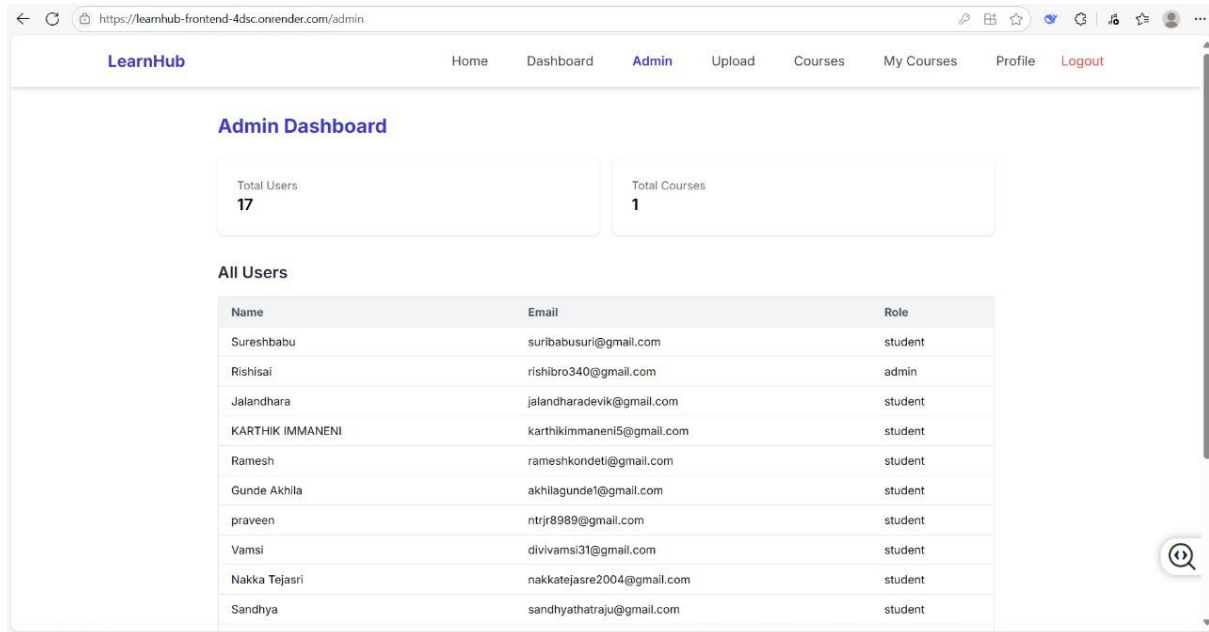 https://learnhub-frontend-4dsc.onrender.com/admin
LearnHub Home Dashboard Admin Upload Courses My Courses Profile Logout
Admin Dashboard
Total Users Total Courses
17 1
All Users
Name Email Role
Sureshbabu suribabusuri@gmail.com student
Rishisai rishibro340@gmail.com admin
Jalandhara jalandharadevik@gmail.com student
KARTHIK IMMANENI karthikimmaneni5@gmail.com student
Ramesh rameshkondeti@gmail.com student
Gunde Akhila akhilagunde1@gmail.com student
praveen ntrjr8989@gmail.com student
Vamsi divivamsi31@gmail.com student
Nakka Tejasri nakkatejasre2004@gmail.com student
Sandhya sandhyathatraju@gmail.com student